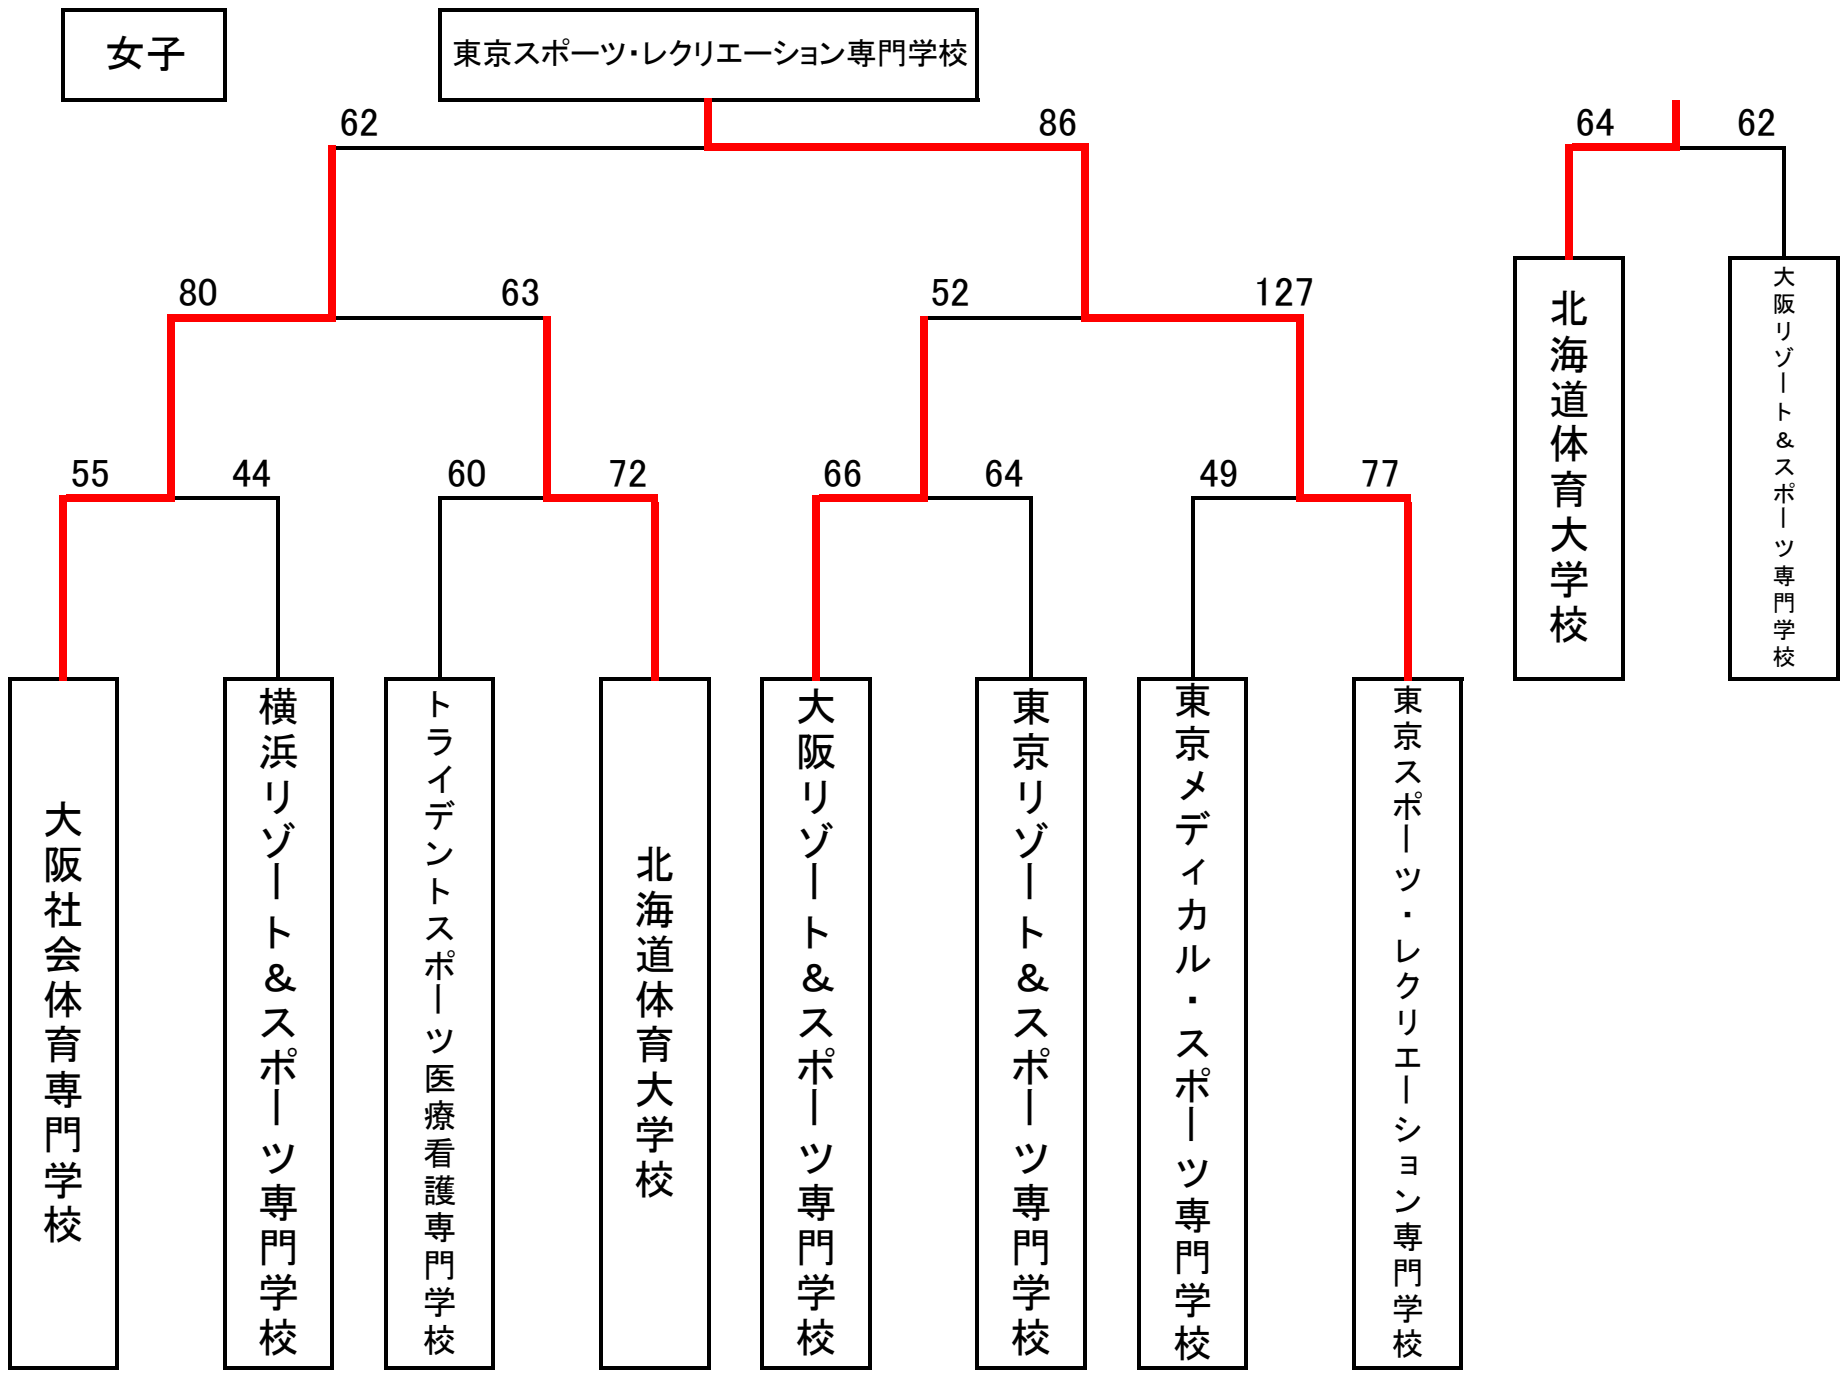 女子
東京スポーツ・レクリエーション専門学校
62
86
64
62
80
63
52
127
北海道体育大学校
大阪リゾート&スポーツ専門学校
55
44
60
72
66
64
49
77
大阪社会体育専門学校
横浜リゾート&スポーツ専門学校
トライデントスポーツ医療看護専門学校
北海道体育大学校
大阪リゾート&スポーツ専門学校
東京リゾート&スポーツ専門学校
東京メディカル・スポーツ専門学校
東京スポーツ・レクリエーション専門学校